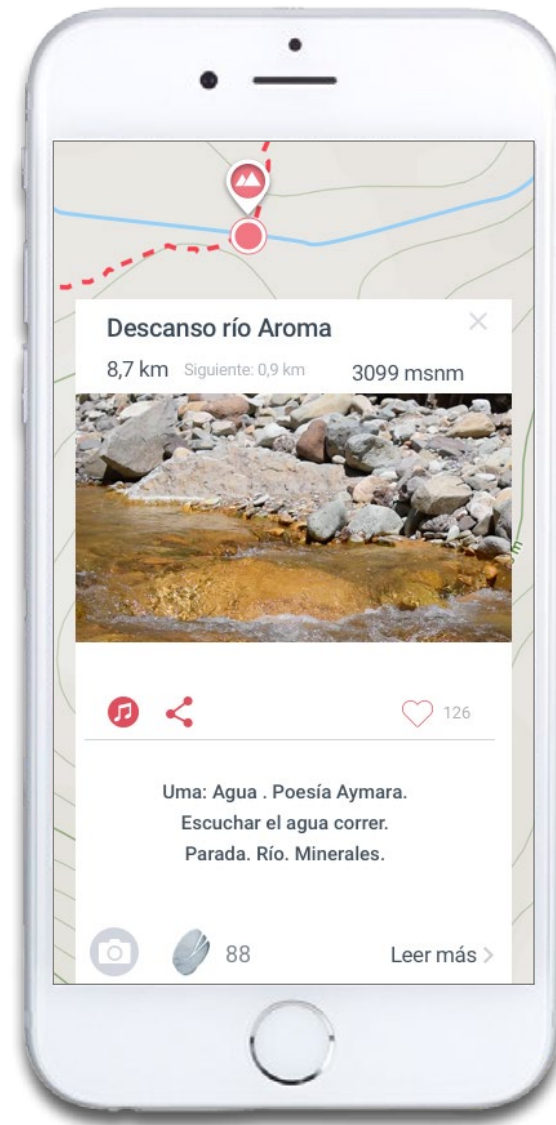 Descanso río Aroma
8,7 km Siguiente: 0,9 km 3099 msnm
126
Uma: Agua . Poesía Aymara.
Escuchar el agua correr.
Parada. Río. Minerales.
88 Leer más